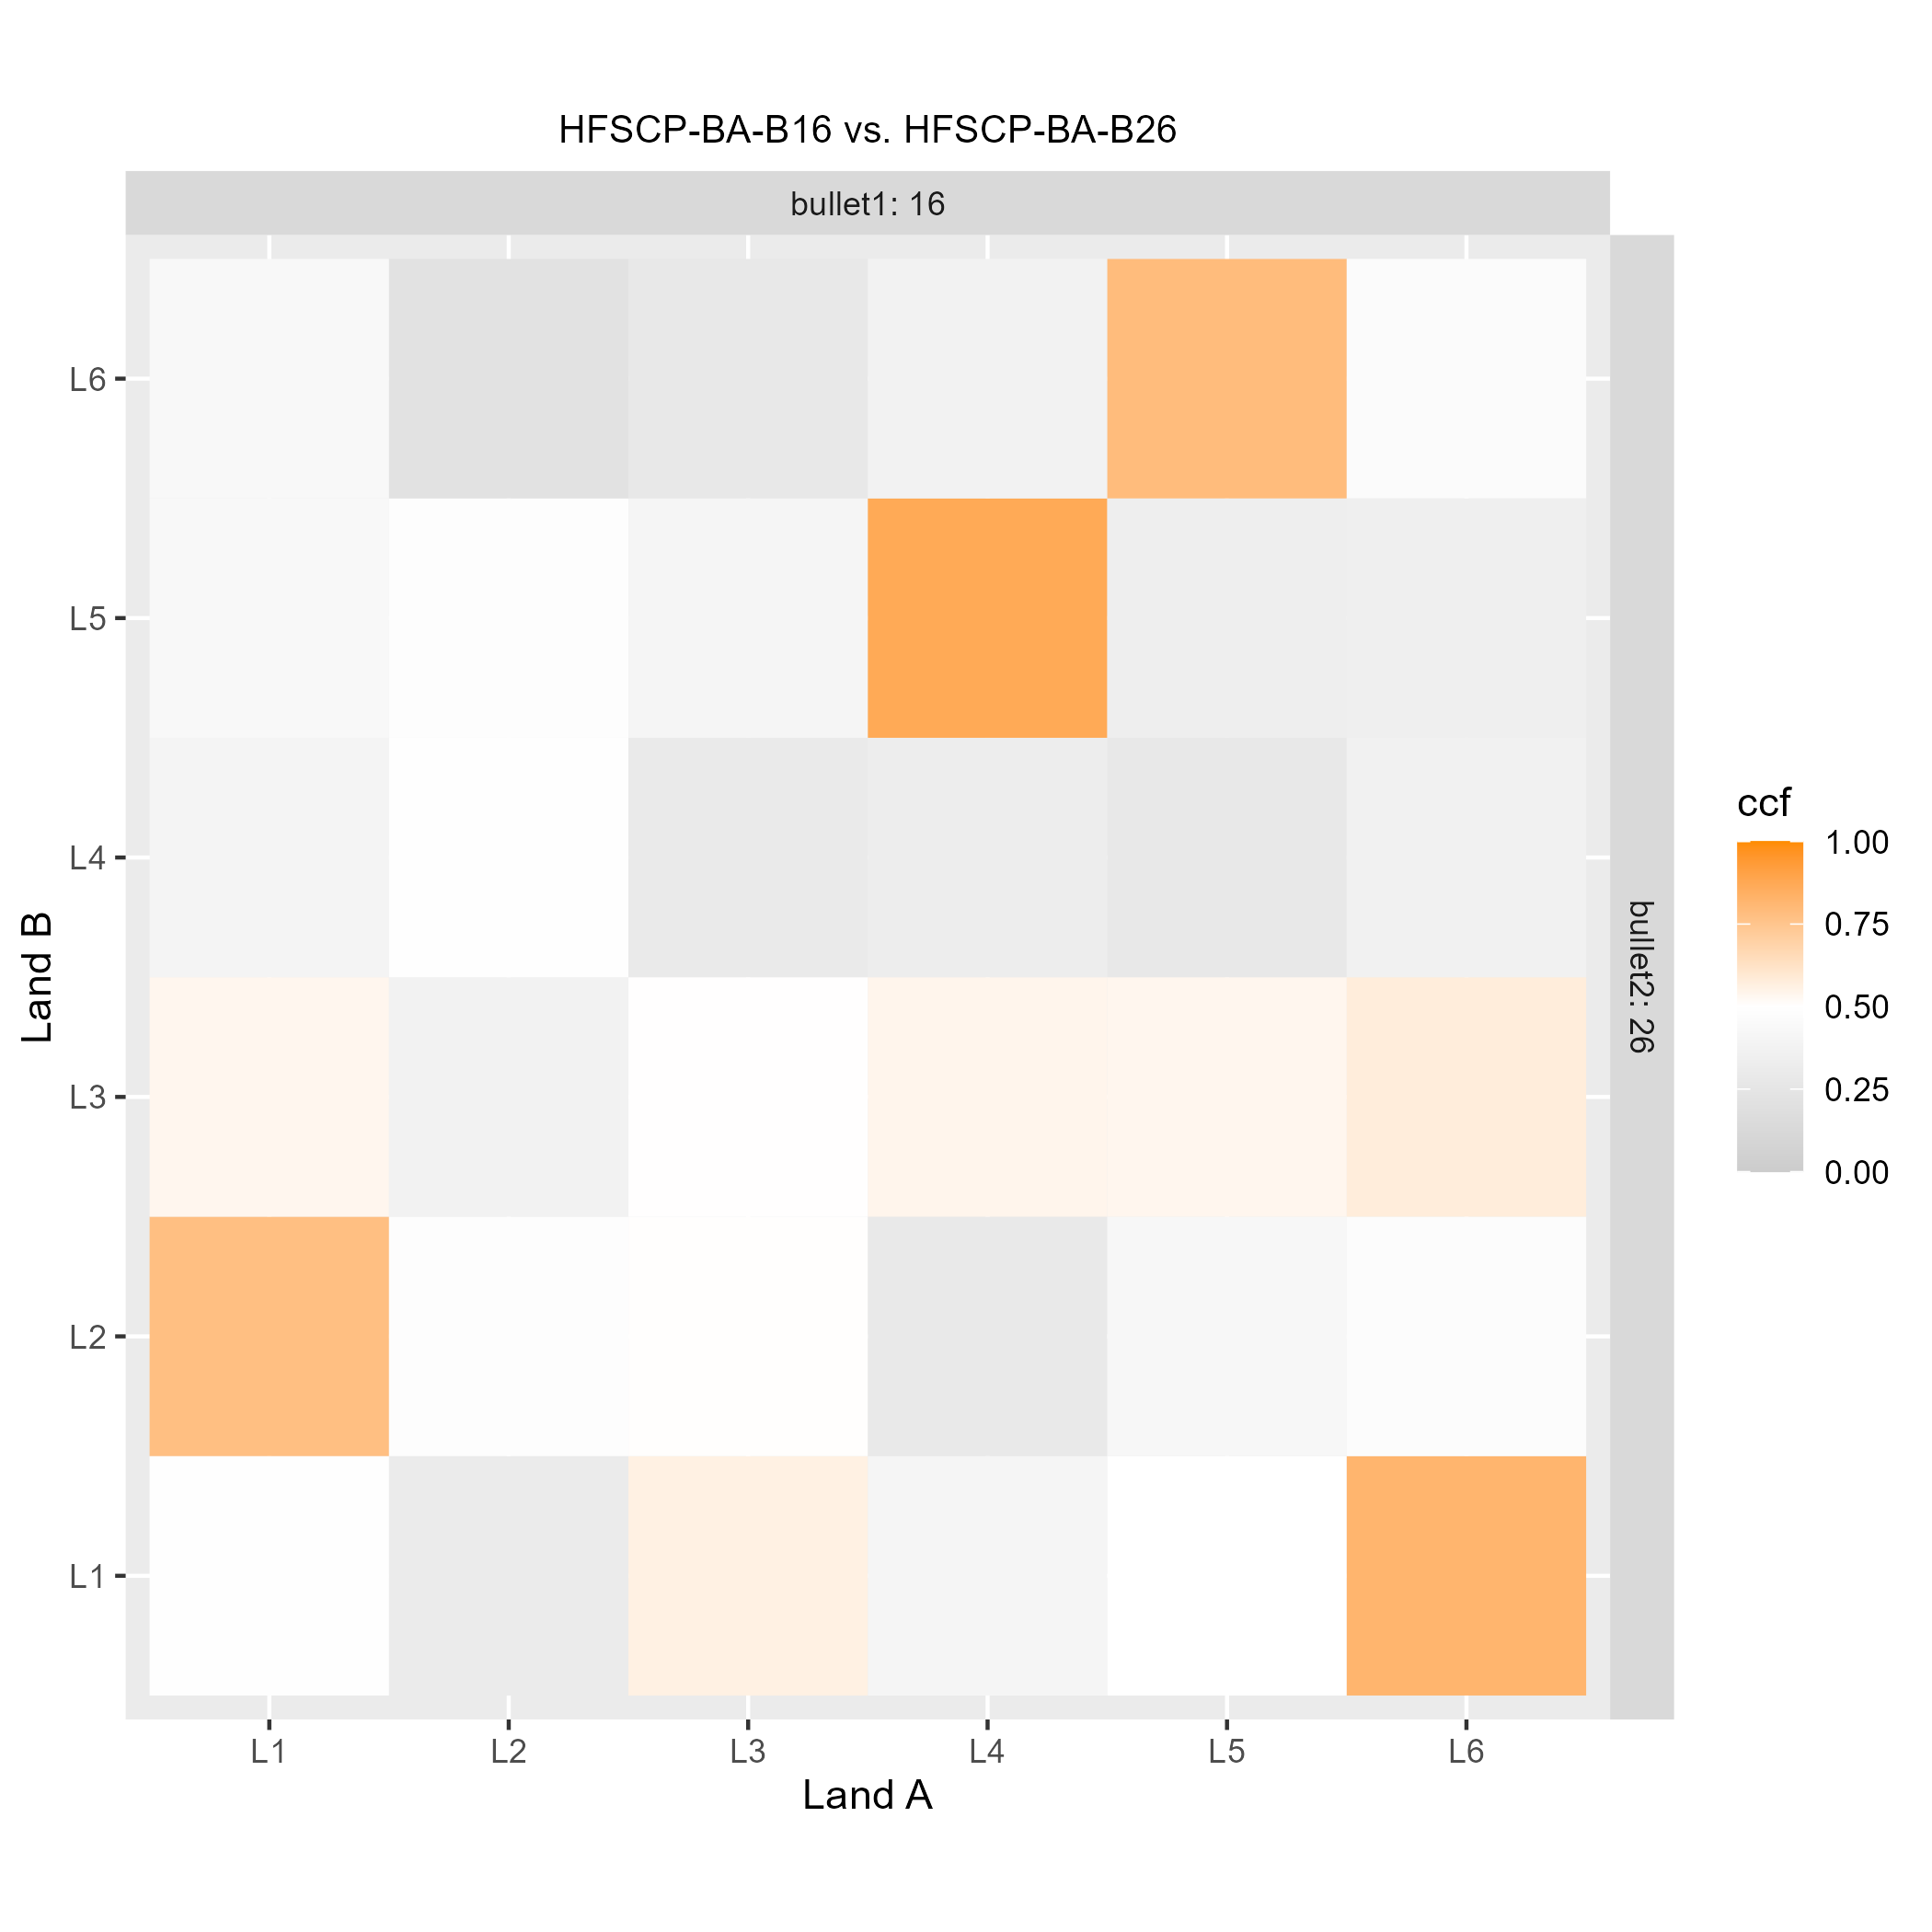 HFSCP-BA-B16 vs. HFSCP-BA-B26
bullet1: 16
L6
L5
L4
L3
L2
L1
Land B
bullet2: 26
L1 L2 L3 L4 L5 L6
Land A
ccf
1.00
0.75
0.50
0.25
0.00